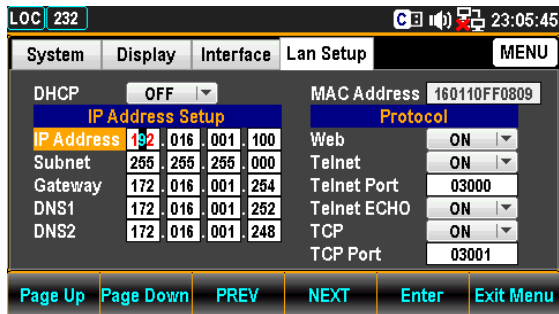 LOC 232 C E 23:05:45
System Display Interface Lan Setup MENU
DHCP OFF MAC Address 160110FF0809
IP Address Setup Protocol
IP Address 192 . 016 . 001 . 100 Web ON
Subnet 255 . 255 . 255 . 000 Telnet ON
Gateway 172 . 016 . 001 . 254 Telnet Port 03000
DNS1 172 . 016 . 001 . 252 Telnet ECHO ON
DNS2 172 . 016 . 001 . 248 TCP ON
TCP Port 03001
Page Up Page Down PREV NEXT Enter Exit Menu